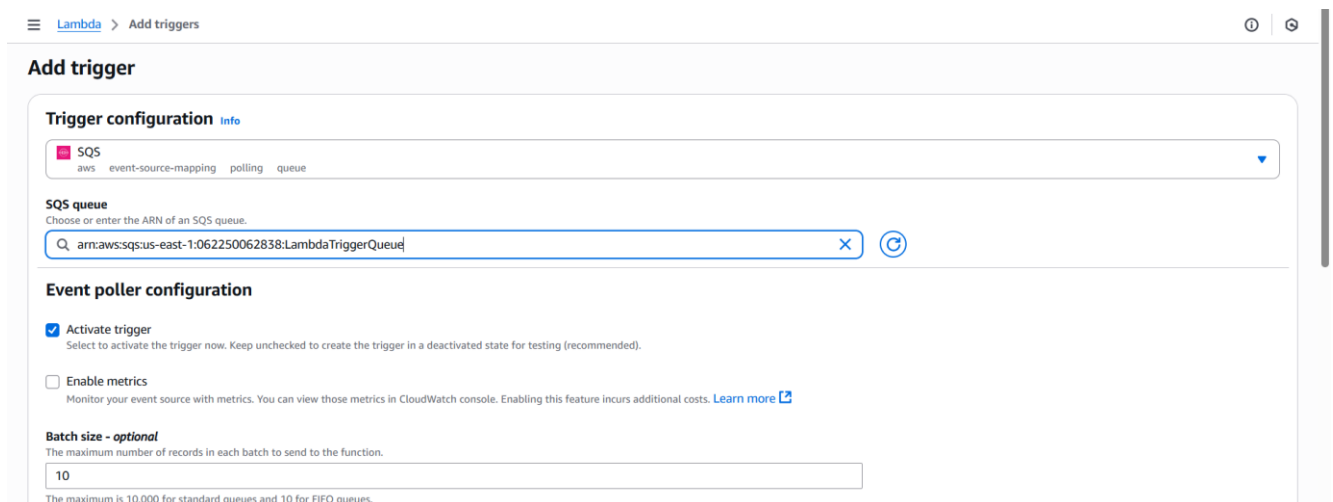 Lambda > Add triggers
Add trigger
Trigger configuration Info
SQS
aws event-source-mapping polling queue
SQS queue
Choose or enter the ARN of an SQS queue.
arn:aws:sqs:us-east-1:062250062838:LambdaTriggerQueue
Event poller configuration
Activate trigger
Select to activate the trigger now. Keep unchecked to create the trigger in a deactivated state for testing (recommended).
Enable metrics
Monitor your event source with metrics. You can view those metrics in CloudWatch console. Enabling this feature incurs additional costs. Learn more
Batch size - optional
The maximum number of records in each batch to send to the function.
10
The maximum is 10,000 for standard queues and 10 for FIFO queues.